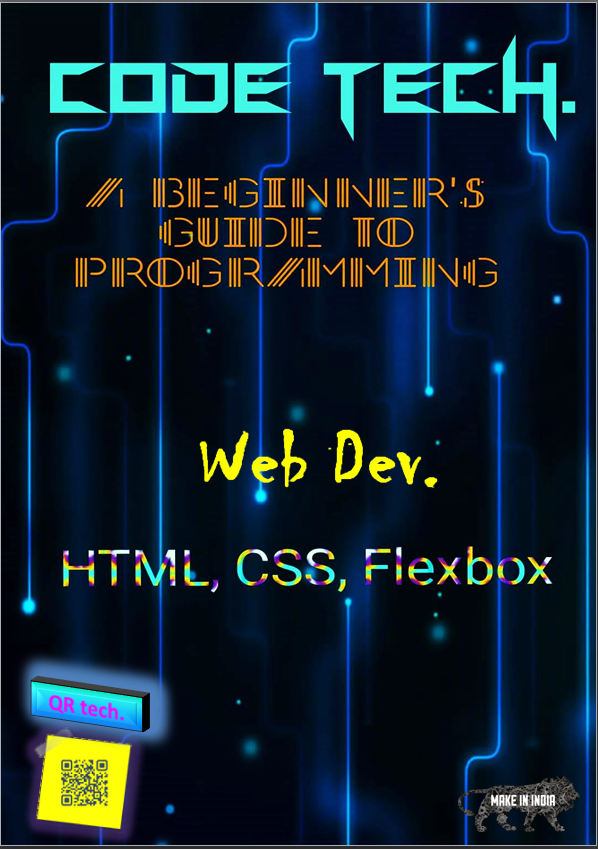 CODE TECH.
A BEGINNER'S
GUIDE TO
PROGRAMMING
Web Dev.
HTML, CSS, Flexbox
QR tech.
MAKE IN INDIA